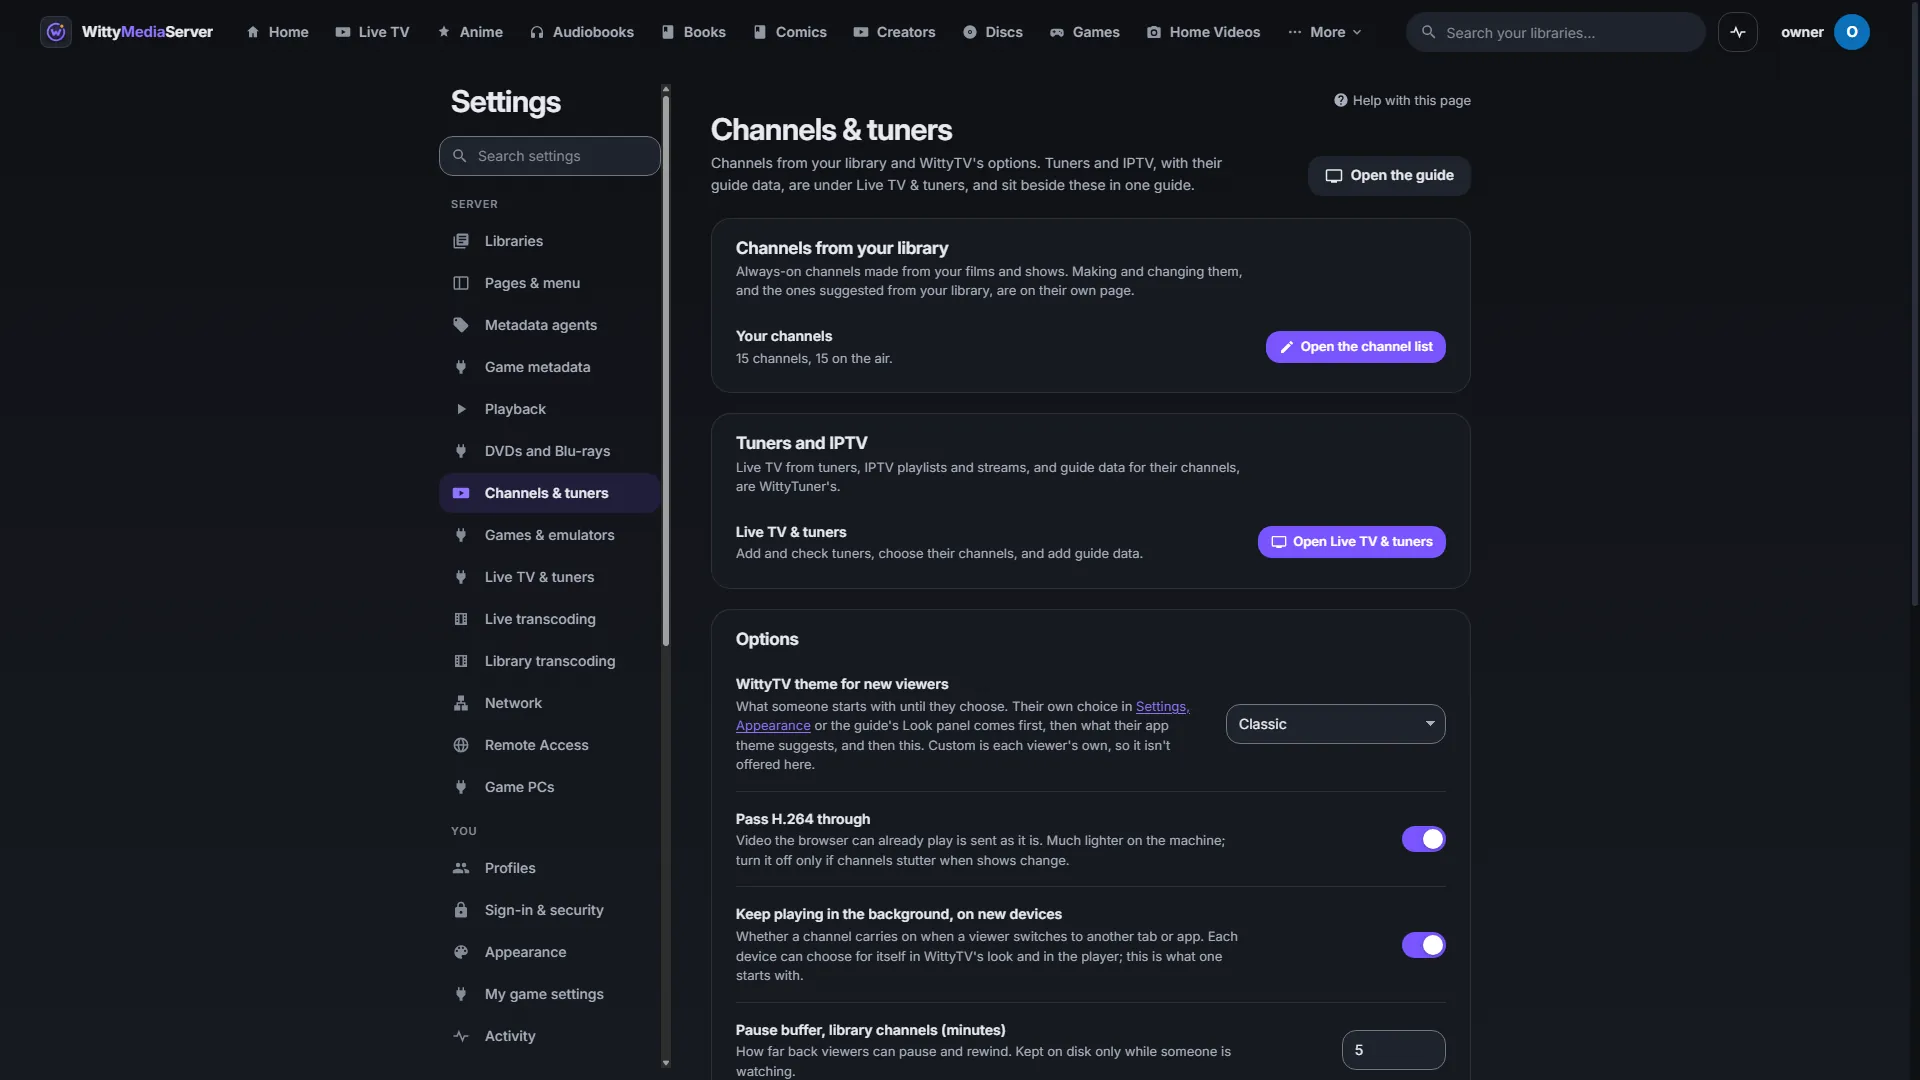 WittyMediaServer
Home
Live TV
Anime
Audiobooks
Books
Comics
Creators
Discs
Games
Home Videos
More
Search your libraries...
owner
O
Settings
Search settings
SERVER
Libraries
Pages & menu
Metadata agents
Game metadata
Playback
DVDs and Blu-rays
Channels & tuners
Games & emulators
Live TV & tuners
Live transcoding
Library transcoding
Network
Remote Access
Game PCs
YOU
Profiles
Sign-in & security
Appearance
My game settings
Activity
Help with this page
Channels & tuners
Channels from your library and WittyTV's options. Tuners and IPTV, with their
guide data, are under Live TV & tuners, and sit beside these in one guide.
Open the guide
Channels from your library
Always-on channels made from your films and shows. Making and changing them,
and the ones suggested from your library, are on their own page.
Your channels
15 channels, 15 on the air.
Open the channel list
Tuners and IPTV
Live TV from tuners, IPTV playlists and streams, and guide data for their channels,
are WittyTuner's.
Live TV & tuners
Add and check tuners, choose their channels, and add guide data.
Open Live TV & tuners
Options
WittyTV theme for new viewers
What someone starts with until they choose. Their own choice in Settings,
Appearance or the guide's Look panel comes first, then what their app
theme suggests, and then this. Custom is each viewer's own, so it isn't
offered here.
Classic
Pass H.264 through
Video the browser can already play is sent as it is. Much lighter on the machine;
turn it off only if channels stutter when shows change.
Keep playing in the background, on new devices
Whether a channel carries on when a viewer switches to another tab or app. Each
device can choose for itself in WittyTV's look and in the player; this is what one
starts with.
Pause buffer, library channels (minutes)
How far back viewers can pause and rewind. Kept on disk only while someone is
watching.
5